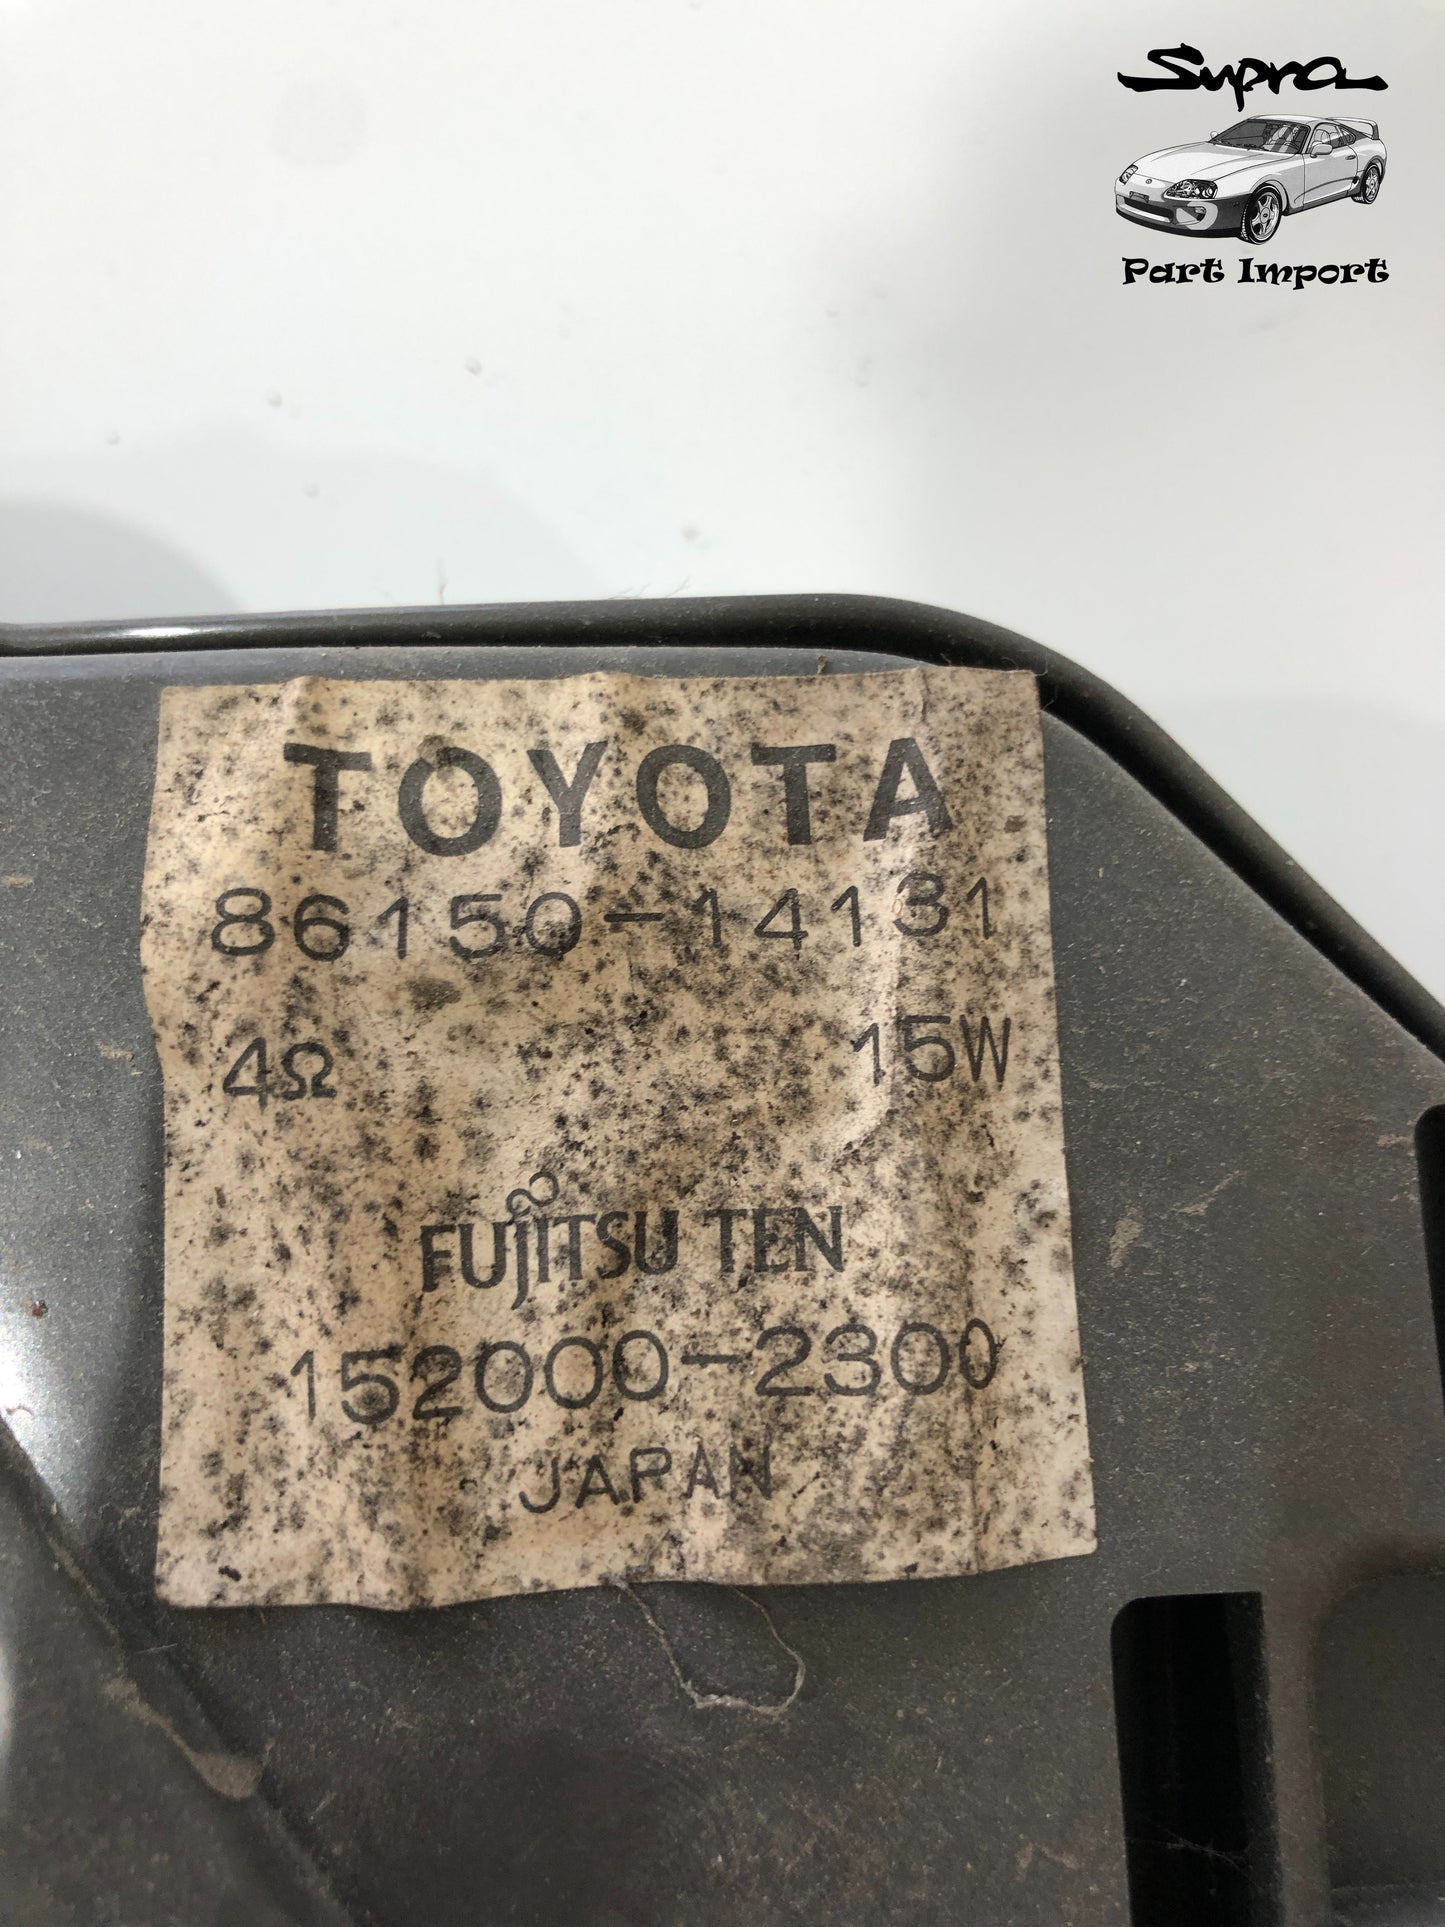 Supra
Part Import
TOYOTA
86150-14131
4Ω 15W
FUJITSU TEN
152000-2300
JAPAN